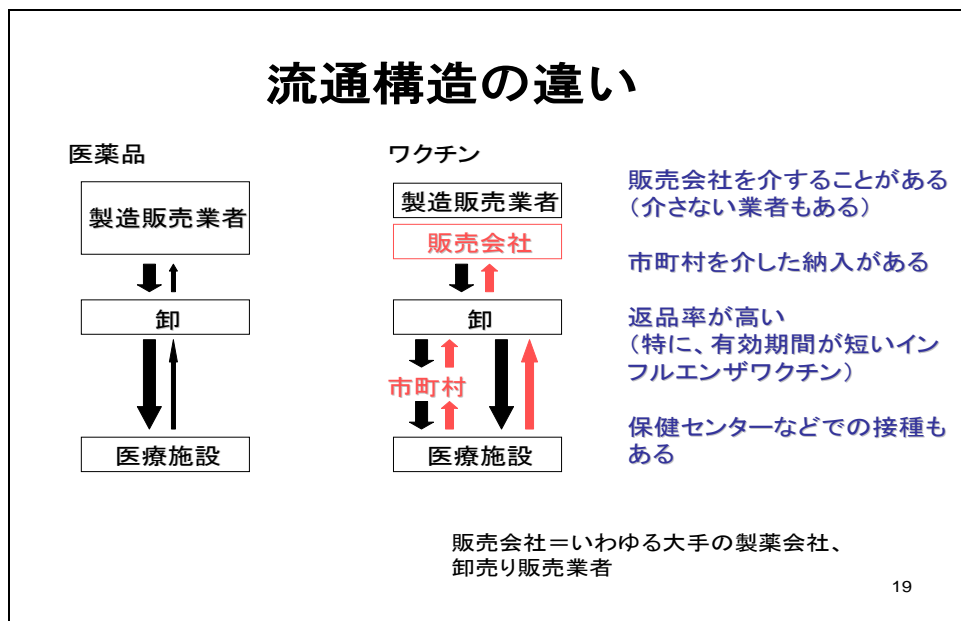 流通構造の違い
医薬品
製造販売業者
卸
医療施設
ワクチン
製造販売業者
販売会社
卸
市町村
医療施設
販売会社を介することがある
（介さない業者もある）
市町村を介した納入がある
返品率が高い
（特に、有効期間が短いイン
フルエンザワクチン）
保健センターなどでの接種も
ある
販売会社＝いわゆる大手の製薬会社、
卸売り販売業者
19